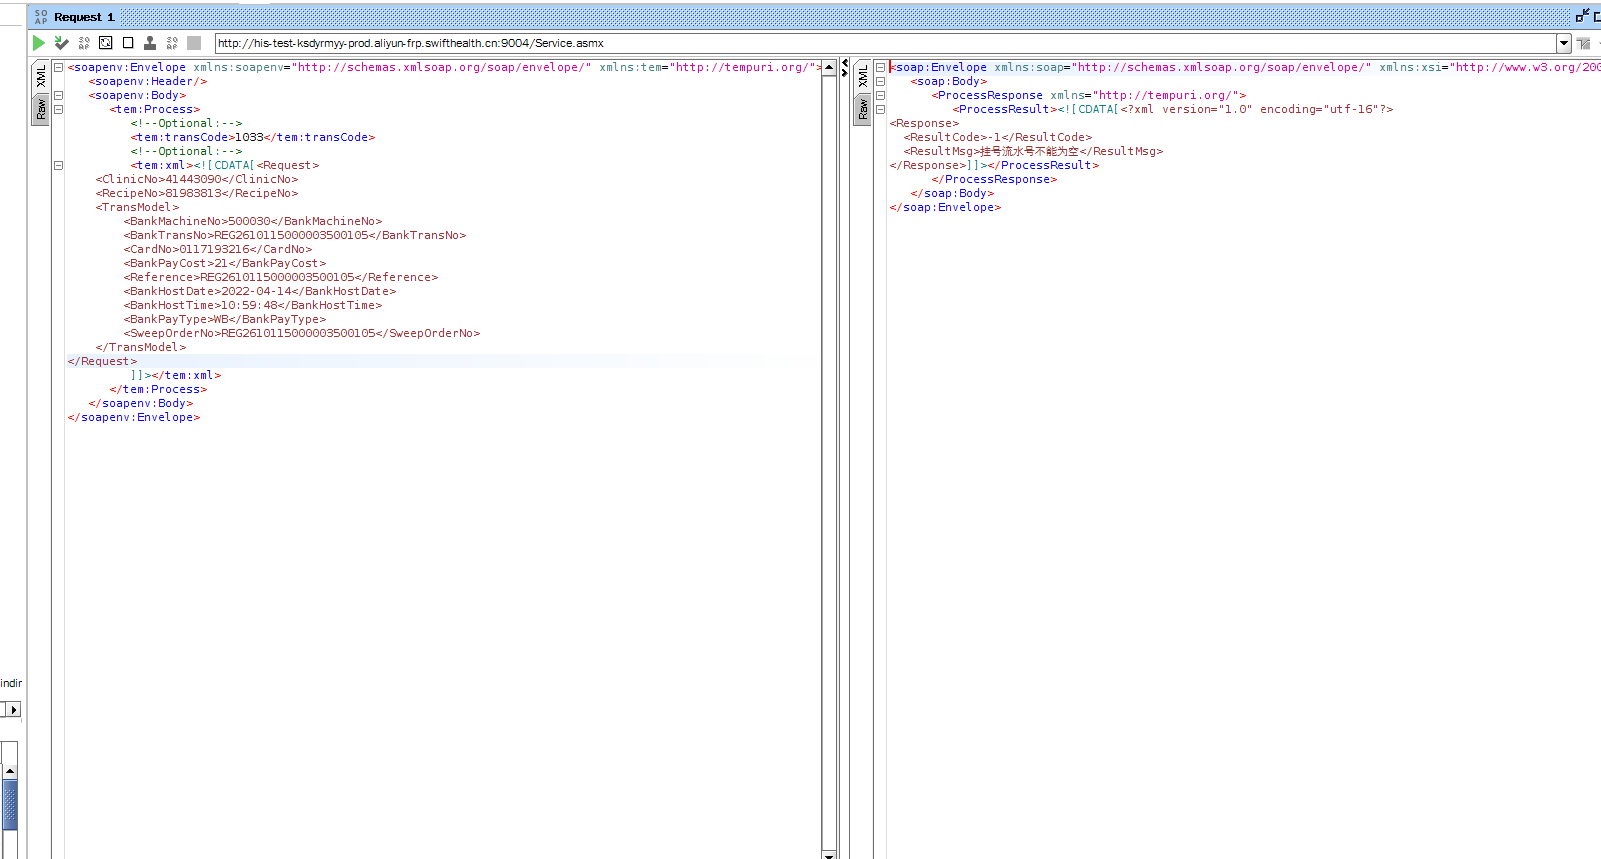 SO
AP
Request 1
http://his-test-ksdyrmyy-prod.aliyun-frp.swifthealth.cn:9004/Service.asmx
XML
Raw
<soapenv:Envelope xmlns:soapenv="http://schemas.xmlsoap.org/soap/envelope/" xmlns:tem="http://tempuri.org/">
<soapenv:Header/>
<soapenv:Body>
<tem:Process>
<!--Optional:-->
<tem:transCode>1033</tem:transCode>
<!--Optional:-->
<tem:xml><![CDATA[<Request>
<ClinicNo>41443090</ClinicNo>
<RecipeNo>81983813</RecipeNo>
<TransModel>
<BankMachineNo>500030</BankMachineNo>
<BankTransNo>REG2610115000003500105</BankTransNo>
<CardNo>0117193216</CardNo>
<BankPayCost>21</BankPayCost>
<Reference>REG2610115000003500105</Reference>
<BankHostDate>2022-04-14</BankHostDate>
<BankHostTime>10:59:48</BankHostTime>
<BankPayType>WB</BankPayType>
<SweepOrderNo>REG2610115000003500105</SweepOrderNo>
</TransModel>
</Request>
]]></tem:xml>
</tem:Process>
</soapenv:Body>
</soapenv:Envelope>
XML
Raw
<soap:Envelope xmlns:soap="http://schemas.xmlsoap.org/soap/envelope/" xmlns:xsi="http://www.w3.org/200
<soap:Body>
<ProcessResponse xmlns="http://tempuri.org/">
<ProcessResult><![CDATA[<?xml version="1.0" encoding="utf-16"?>
<Response>
<ResultCode>-1</ResultCode>
<ResultMsg>挂号流水号不能为空</ResultMsg>
</Response>]]></ProcessResult>
</ProcessResponse>
</soap:Body>
</soap:Envelope>
indir